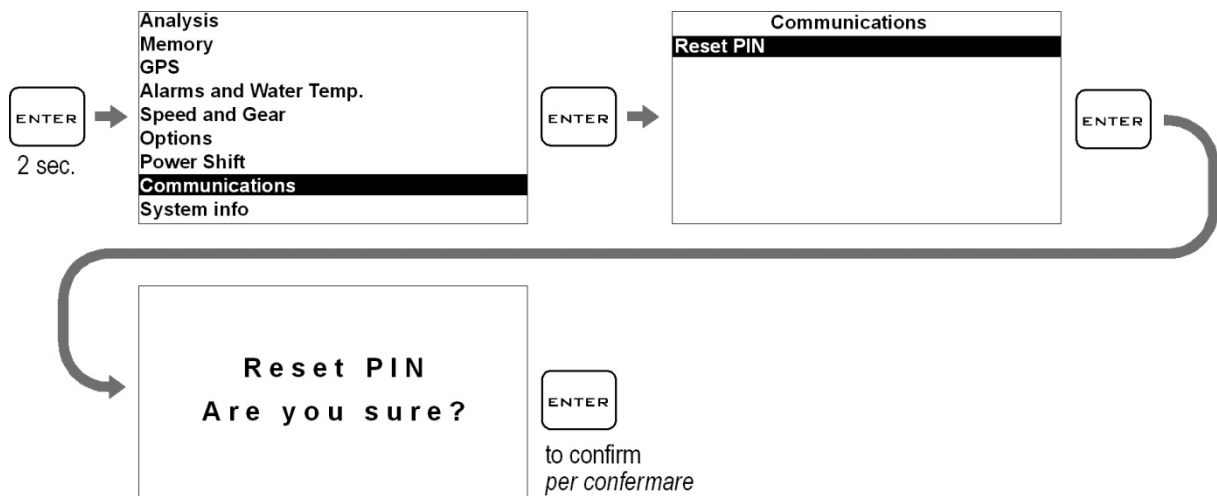 ENTER
2 sec.
Analysis
Memory
GPS
Alarms and Water Temp.
Speed and Gear
Options
Power Shift
Communications
System info
ENTER
Communications
Reset PIN
ENTER
Reset PIN
Are you sure?
ENTER
to confirm
per confermare